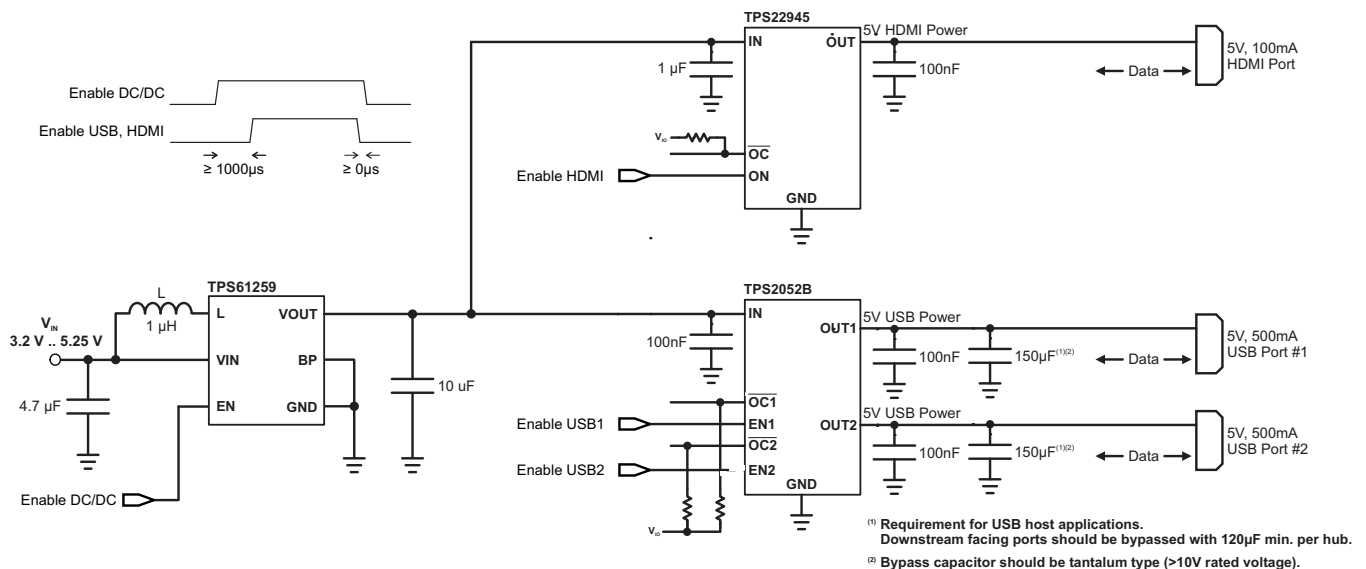 TPS22945
IN
OUT
5V HDMI Power
1 µF
100nF
5V, 100mA
HDMI Port
Data
V_IO
OC
ON
GND
Enable HDMI
Enable DC/DC
Enable USB, HDMI
≥ 1000µs
≥ 0µs
TPS61259
L
1 µH
L
VOUT
V_IN
3.2 V .. 5.25 V
VIN
BP
EN
GND
4.7 µF
10 uF
Enable DC/DC
TPS2052B
IN
OUT1
5V USB Power
100nF
100nF
150µF(1)(2)
5V, 500mA
USB Port #1
Data
OC1
EN1
OC2
EN2
OUT2
GND
Enable USB1
Enable USB2
V_IO
5V USB Power
100nF
150µF(1)(2)
5V, 500mA
USB Port #2
Data
(1) Requirement for USB host applications.
Downstream facing ports should be bypassed with 120µF min. per hub.
(2) Bypass capacitor should be tantalum type (>10V rated voltage).